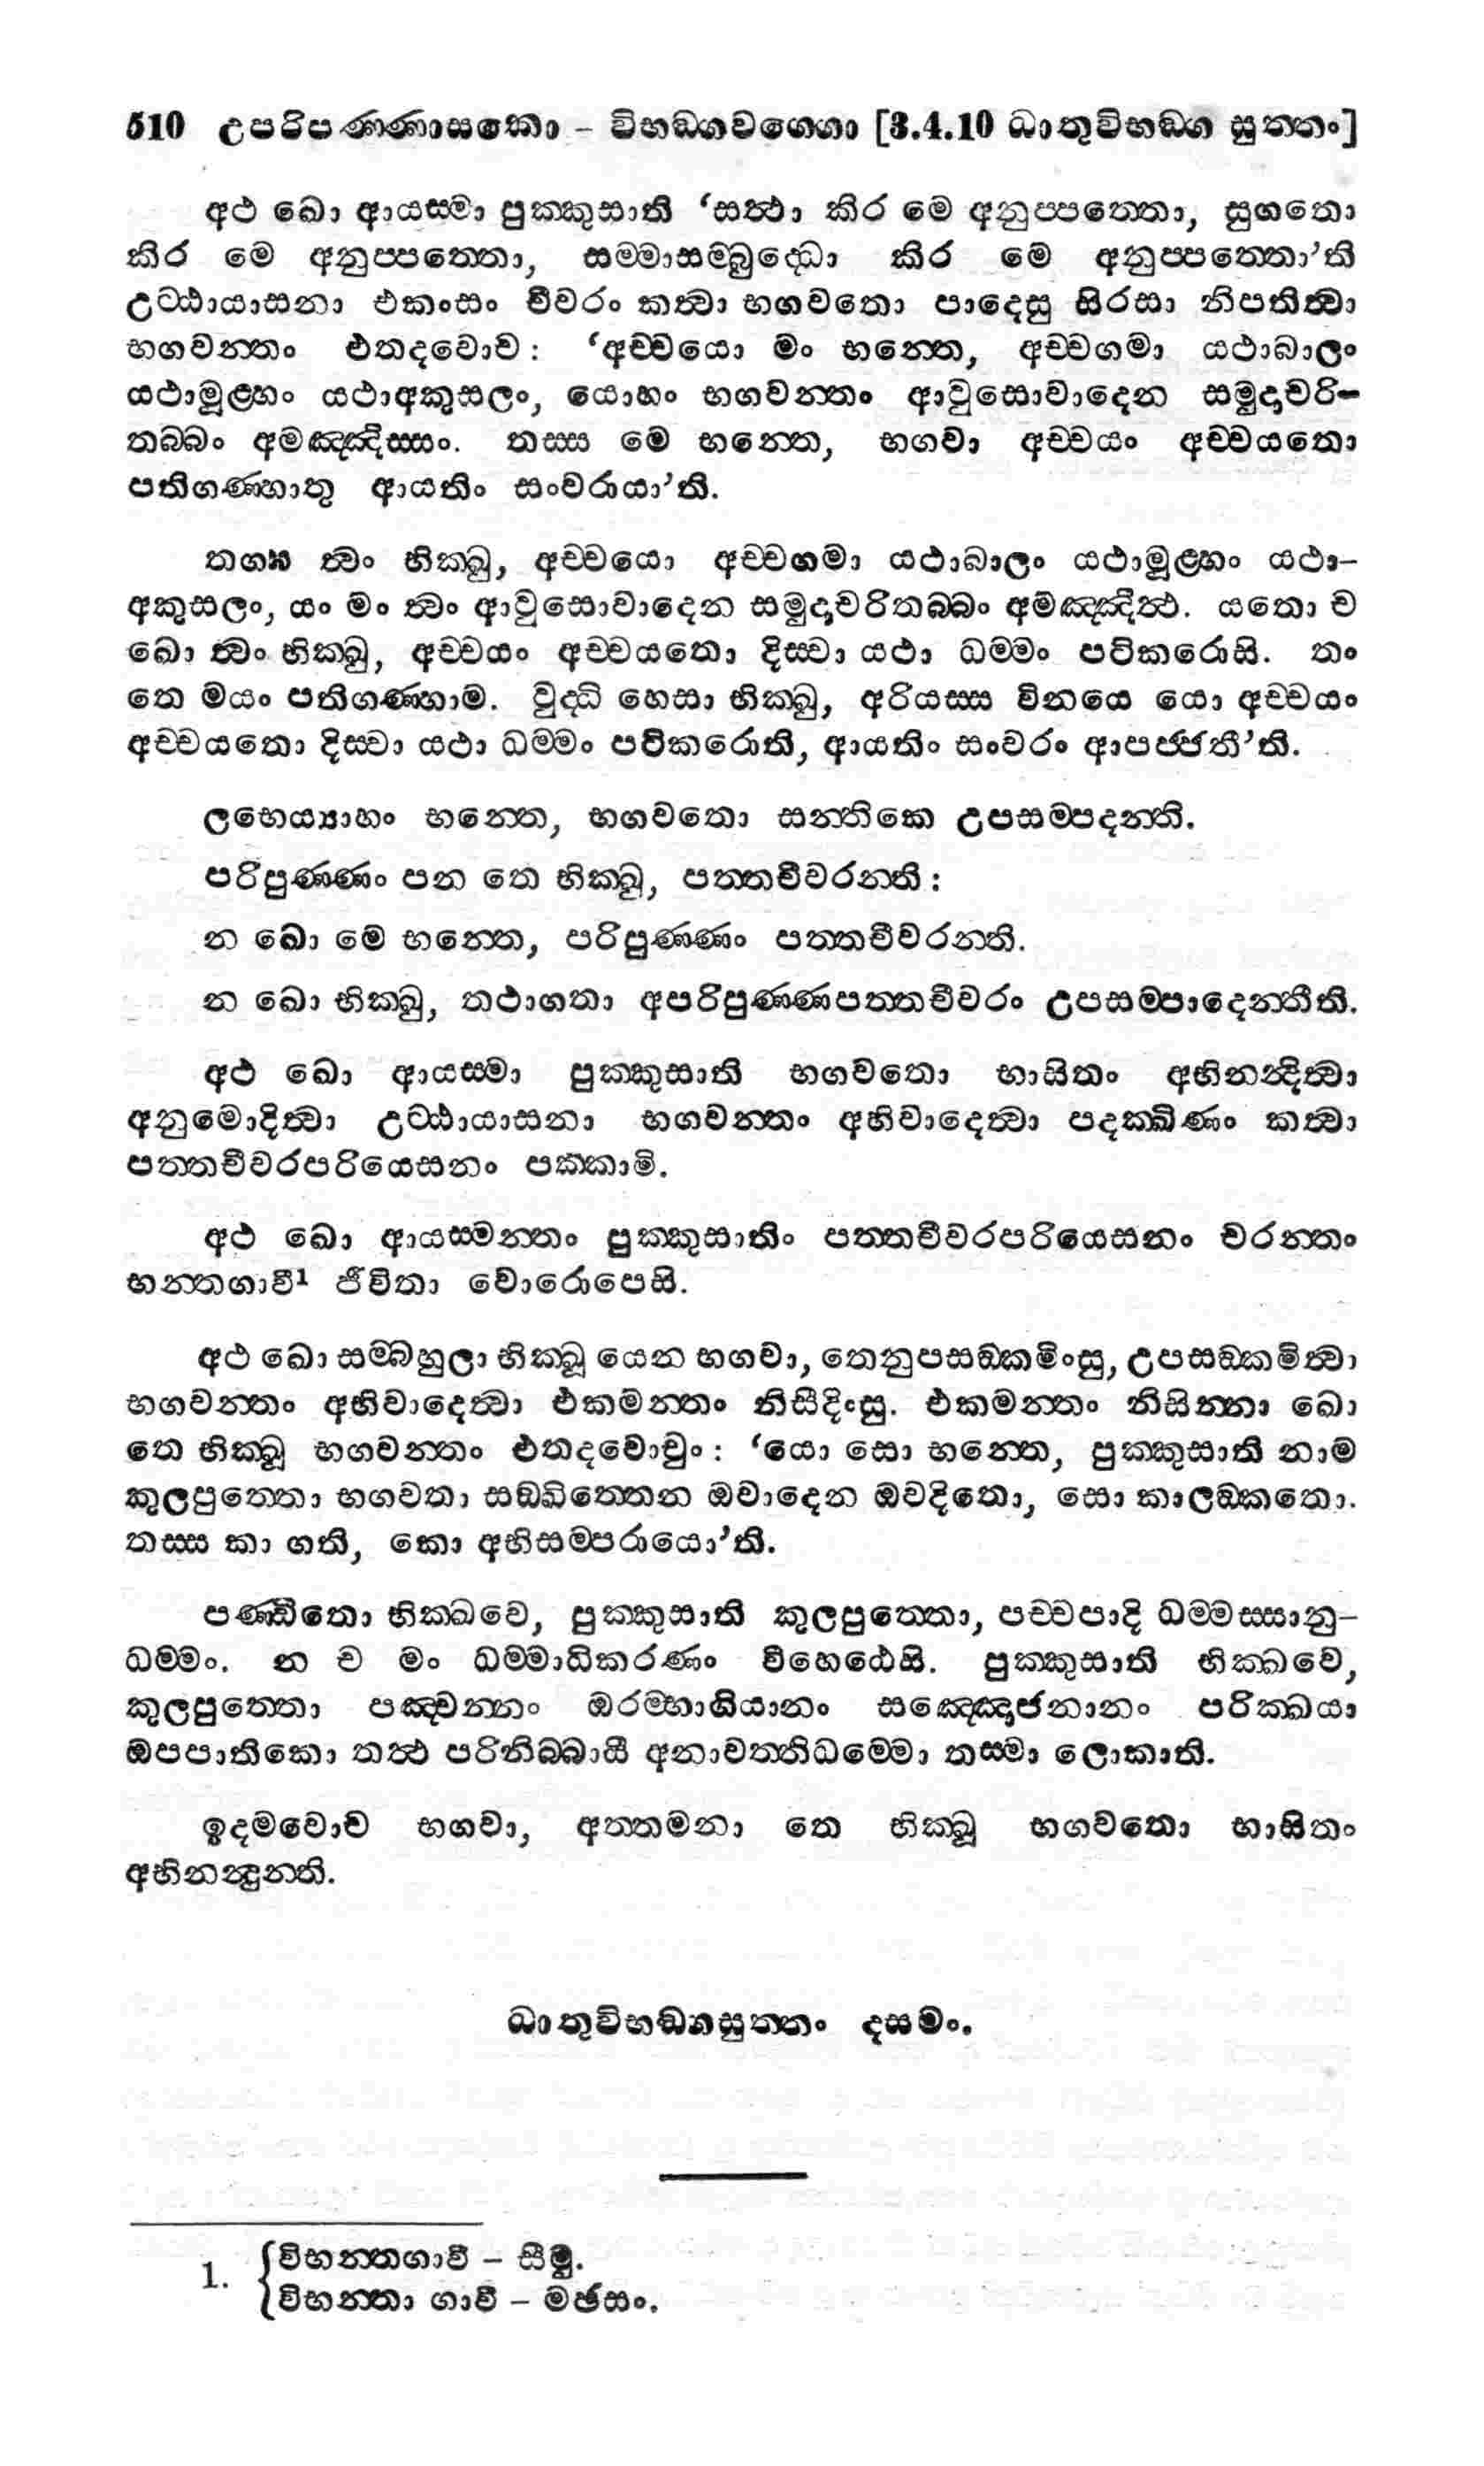 510 උපරිපණ්ණාසකො - විභඞ්ගවග්ගො [3.4.10 ධාතුවිභඞ්ග සුත්තං]
අථ ඛො ආයස්මා පුක්කුසාති ‘සත්ථා කිර මෙ අනුප්පත්තො, සුගතො
කිර මෙ අනුප්පත්තො, සම්මාසම්බුද්ධො කිර මෙ අනුප්පත්තො’ති
උට්ඨායාසනා එකංසං චීවරං කත්වා භගවතො පාදෙසු සිරසා නිපතිත්වා
භගවන්තං එතදවොච: ‘අච්චයො මං භන්තෙ, අච්චගමා යථාබාලං
යථාමූළ්හං යථාඅකුසලං, යොහං භගවන්තං ආවුසොවාදෙන සමුදාචරි-
තබ්බං අමඤ්ඤිස්සං. තස්ස මෙ භන්තෙ, භගවා අච්චයං අච්චයතො
පතිගණ්හාතු ආයතිං සංවරායා’ති.
තග්ඝ ත්වං භික්ඛු, අච්චයො අච්චගමා යථාබාලං යථාමූළ්හං යථා-
අකුසලං, යං මං ත්වං ආවුසොවාදෙන සමුදාචරිතබ්බං අමඤ්ඤිත්ථ. යතො ච
ඛො ත්වං භික්ඛු, අච්චයං අච්චයතො දිස්වා යථා ධම්මං පටිකරොසි. තං
තෙ මයං පතිගණ්හාම. වුද්ධි හෙසා භික්ඛු, අරියස්ස විනයෙ යො අච්චයං
අච්චයතො දිස්වා යථා ධම්මං පටිකරොති, ආයතිං සංවරං ආපජ්ජතී’ති.
ලභෙය්‍යාහං භන්තෙ, භගවතො සන්තිකෙ උපසම්පදන්ති.
පරිපුණ්ණං පන තෙ භික්ඛු, පත්තචීවරන්ති:
න ඛො මෙ භන්තෙ, පරිපුණ්ණං පත්තචීවරන්ති.
න ඛො භික්ඛු, තථාගතා අපරිපුණ්ණපත්තචීවරං උපසම්පාදෙන්තීති.
අථ ඛො ආයස්මා පුක්කුසාති භගවතො භාසිතං අභිනන්දිත්වා
අනුමොදිත්වා උට්ඨායාසනා භගවන්තං අභිවාදෙත්වා පදක්ඛිණං කත්වා
පත්තචීවරපරියෙසනං පක්කාමි.
අථ ඛො ආයස්මන්තං පුක්කුසාතිං පත්තචීවරපරියෙසනං චරන්තං
භන්තගාවී¹ ජීවිතා වොරොපෙසි.
අථ ඛො සම්බහුලා භික්ඛූ යෙන භගවා, තෙනුපසඞ්කමිංසු, උපසඞ්කමිත්වා
භගවන්තං අභිවාදෙත්වා එකමන්තං නිසීදිංසු. එකමන්තං නිසින්නා ඛො
තෙ භික්ඛූ භගවන්තං එතදවොචුං: ‘යො සො භන්තෙ, පුක්කුසාති නාම
කුලපුත්තො භගවතා සඞ්ඛිත්තෙන ඔවාදෙන ඔවදිතො, සො කාලඞ්කතො.
තස්ස කා ගති, කො අභිසම්පරායො’ති.
පණ්ඩිතො භික්ඛවෙ, පුක්කුසාති කුලපුත්තො, පච්චපාදි ධම්මස්සානු-
ධම්මං. න ච මං ධම්මාධිකරණං විහෙඨෙසි. පුක්කුසාති භික්ඛවෙ,
කුලපුත්තො පඤ්චන්නං ඔරම්භාගියානං සඤ්ඤොජනානං පරික්ඛයා
ඔපපාතිකො තත්ථ පරිනිබ්බායී අනාවත්තිධම්මො තස්මා ලොකාති.
ඉදමවොච භගවා, අත්තමනා තෙ භික්ඛූ භගවතො භාසිතං
අභිනන්දුන්ති.
ධාතුවිභඞ්ගසුත්තං දසමං.
1. {විභන්තගාවී - සීමු.
{විභන්තා ගාවී - මඡසං.